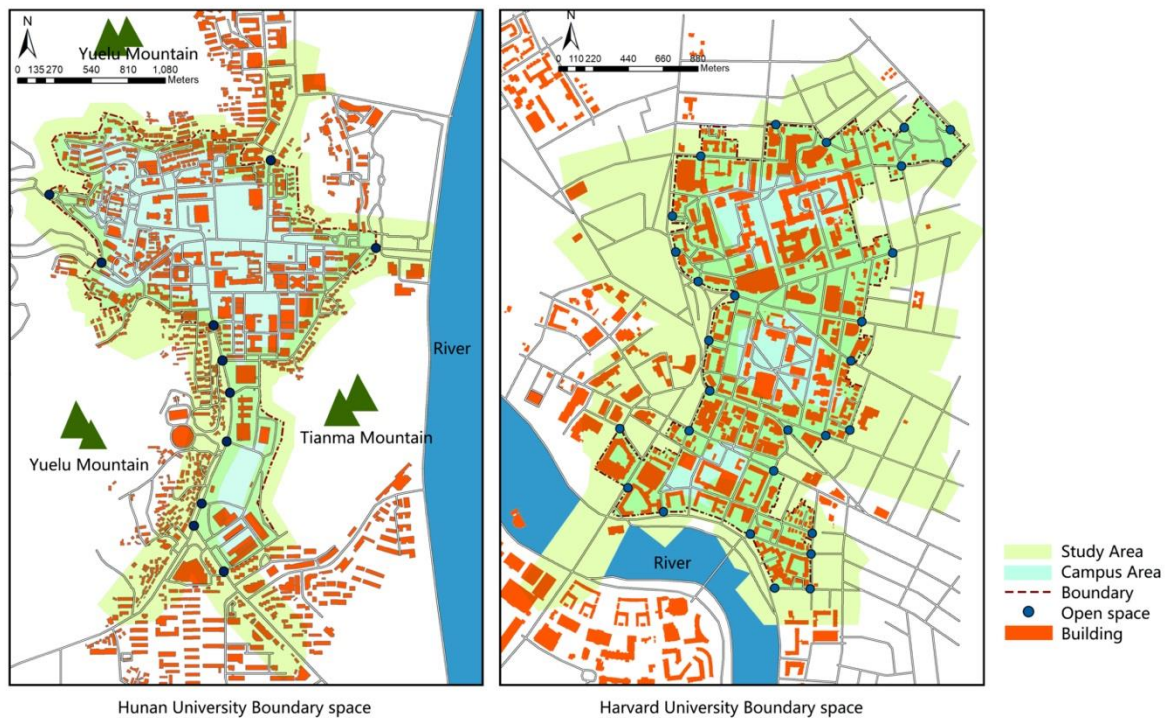 N
Yuelu Mountain
0 135 270 540 810 1,080
Meters
River
Tianma Mountain
Yuelu Mountain
Hunan University Boundary space
N
0 110 220 440 660 880
Meters
River
Harvard University Boundary space
Study Area
Campus Area
Boundary
Open space
Building